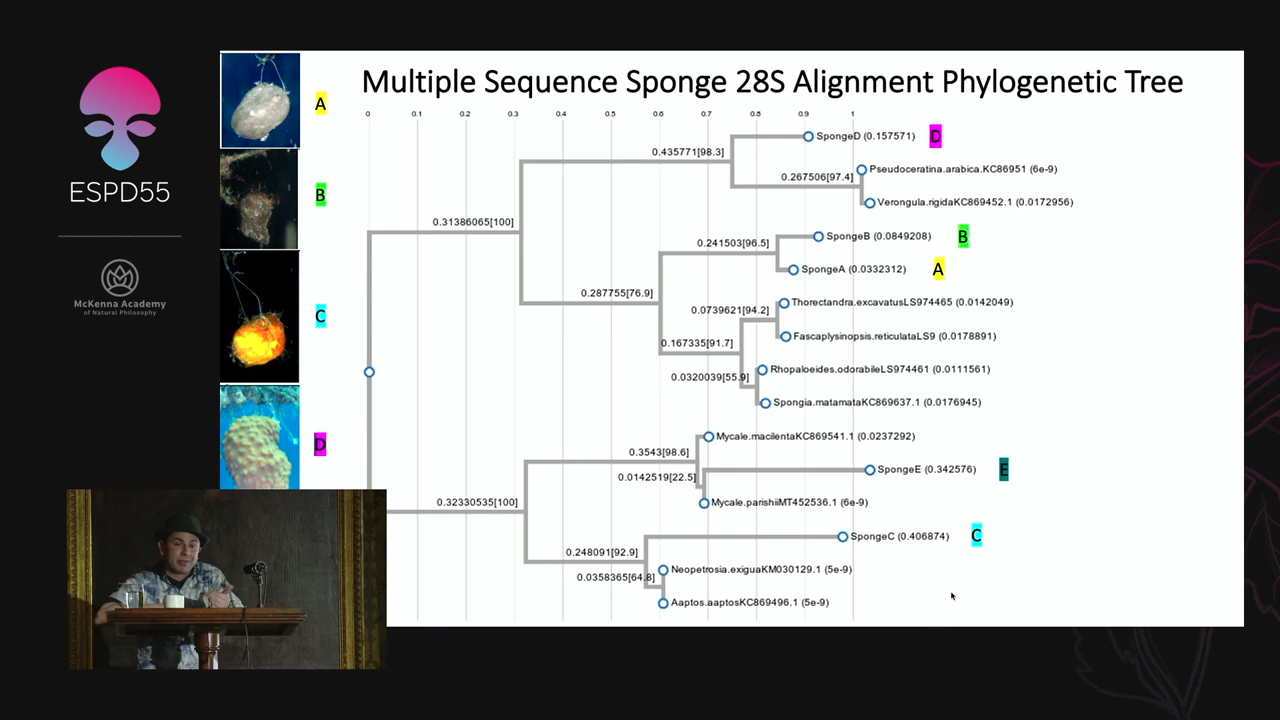 ESPD55
McKenna Academy
of Natural Philosophy
Multiple Sequence Sponge 28S Alignment Phylogenetic Tree
A
B
C
D
0 0.1 0.2 0.3 0.4 0.5 0.6 0.7 0.8 0.9 1
SpongeD (0.157571) D
0.435771[98.3]
Pseudoceratina.arabica.KC86951 (6e-9)
0.267506[97.4]
Verongula.rigidaKC869452.1 (0.0172956)
0.31386065[100]
SpongeB (0.0849208) B
0.241503[96.5]
SpongeA (0.0332312) A
0.287755[76.9]
Thorectandra.excavatusLS974465 (0.0142049)
0.0739621[94.2]
Fascaplysinopsis.reticulataLS9 (0.0178891)
0.167335[91.7]
Rhopaloeides.odorabileLS974461 (0.0111561)
0.0320039[55.9]
Spongia.matamataKC869637.1 (0.0176945)
Mycale.macilentaKC869541.1 (0.0237292)
0.3543[98.6]
SpongeE (0.342576) E
0.0142519[22.5]
Mycale.parishiiMT452536.1 (6e-9)
0.32330535[100]
SpongeC (0.406874) C
0.248091[92.9]
Neopetrosia.exiguaKM030129.1 (5e-9)
0.0358365[64.8]
Aaptos.aaptosKC869496.1 (5e-9)